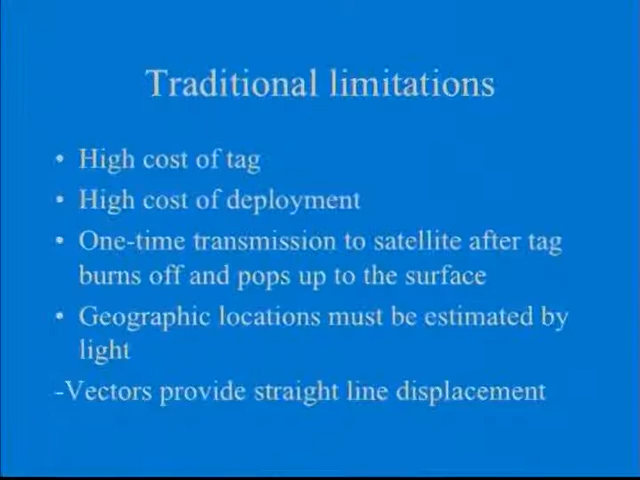 Traditional limitations
• High cost of tag
• High cost of deployment
• One-time transmission to satellite after tag
burns off and pops up to the surface
• Geographic locations must be estimated by
light
-Vectors provide straight line displacement